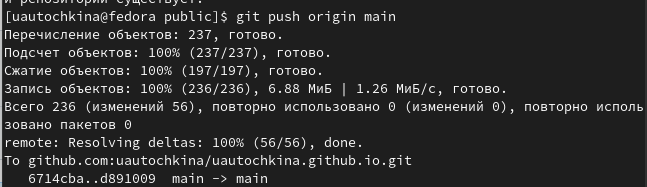 и репозиторий существует.
[uautochkina@fedora public]$ git push origin main
Перечисление объектов: 237, готово.
Подсчет объектов: 100% (237/237), готово.
Сжатие объектов: 100% (197/197), готово.
Запись объектов: 100% (236/236), 6.88 МиБ | 1.26 МиБ/с, готово.
Всего 236 (изменений 56), повторно использовано 0 (изменений 0), повторно исполь
зовано пакетов 0
remote: Resolving deltas: 100% (56/56), done.
To github.com:uautochkina/uautochkina.github.io.git
   6714cba..d891009  main -> main